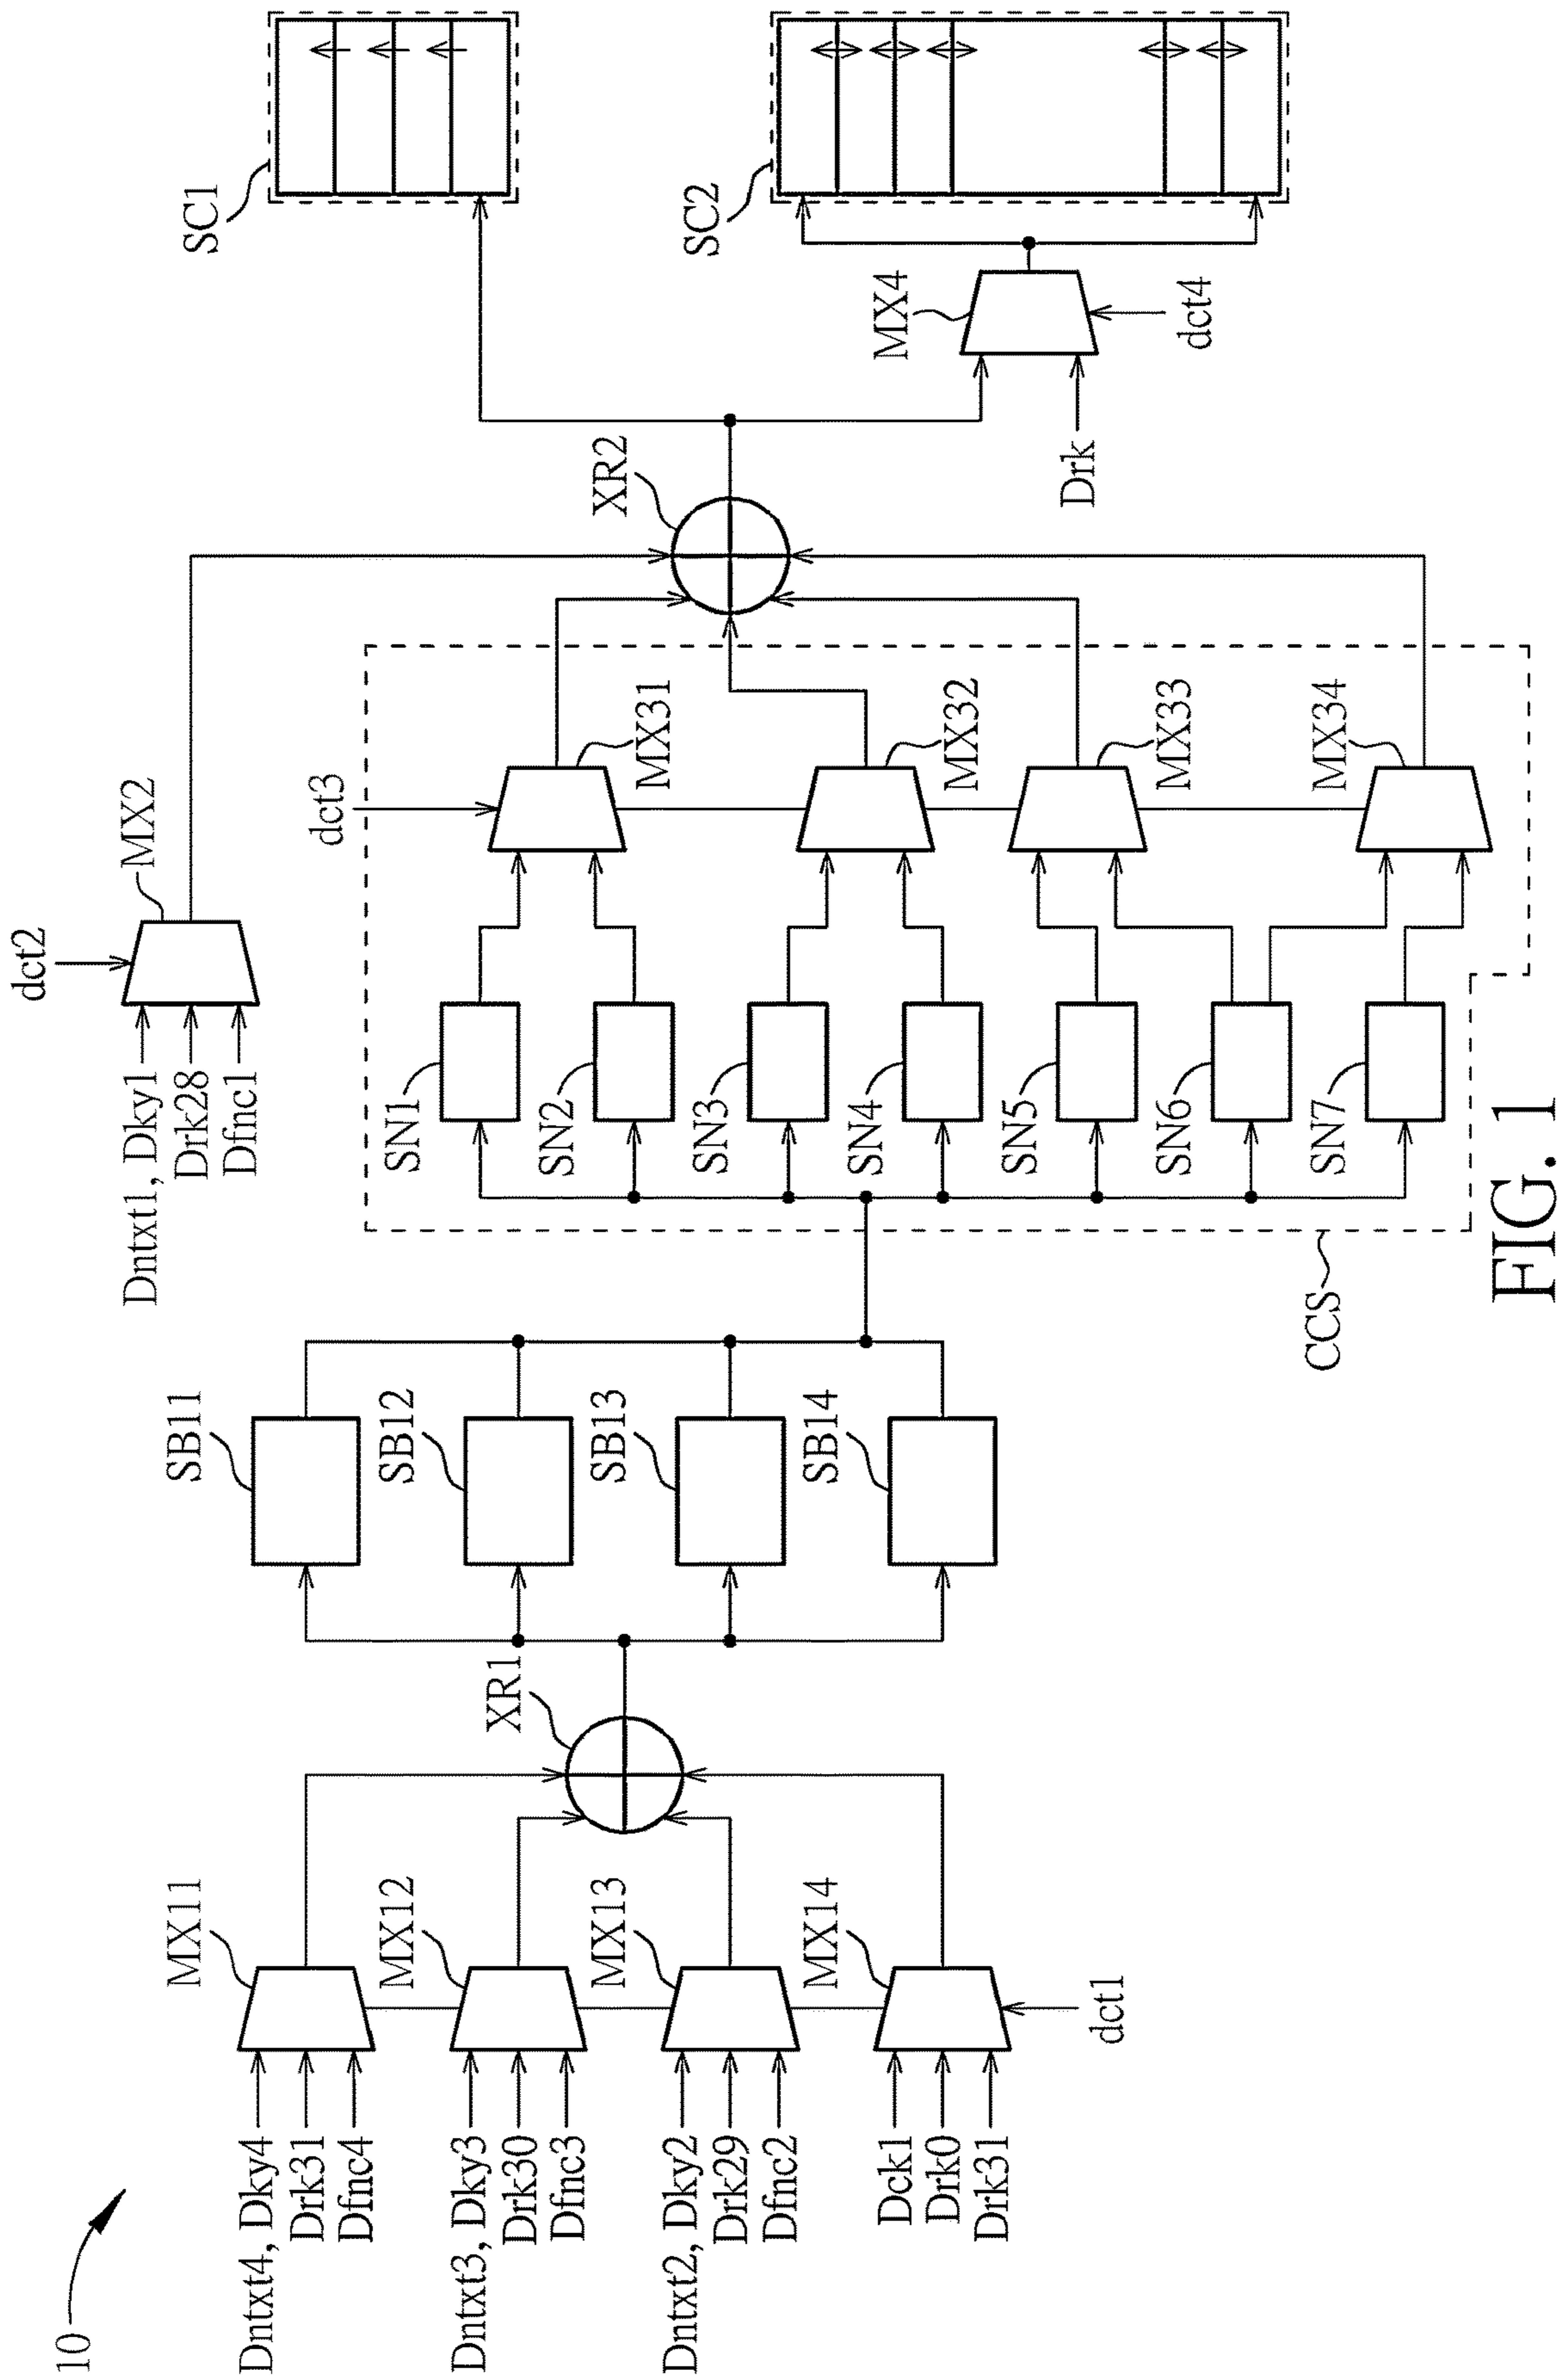 10
Dntxt4, Dky4
Drk31
Dfnc4
Dntxt3, Dky3
Drk30
Dfnc3
Dntxt2, Dky2
Drk29
Dfnc2
Dck1
Drk0
Drk31
MX11
MX12
MX13
MX14
dct1
XR1
SB11
SB12
SB13
SB14
Dntxt1, Dky1
Drk28
Dfnc1
dct2
MX2
CCS
SN1
SN2
SN3
SN4
SN5
SN6
SN7
dct3
MX31
MX32
MX33
MX34
XR2
Drk
MX4
dct4
SC1
SC2
FIG. 1